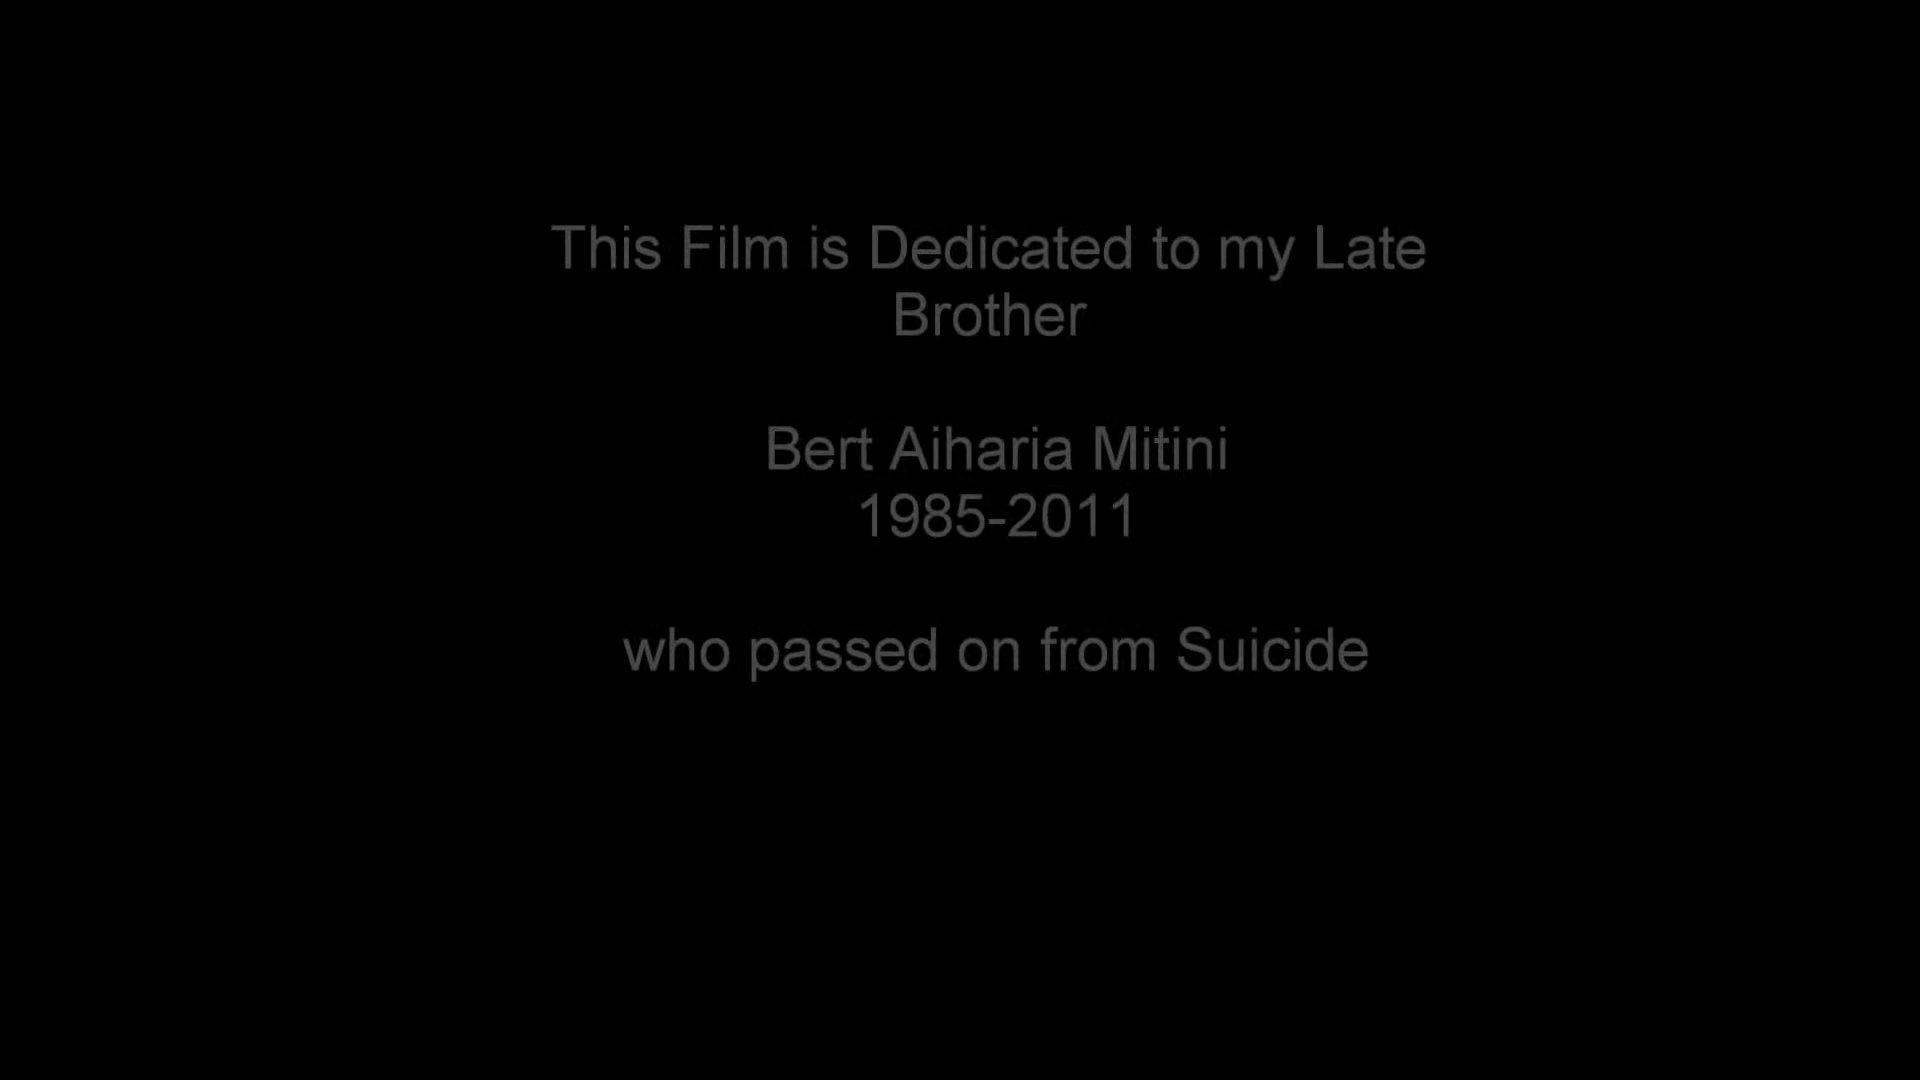 This Film is Dedicated to my Late
Brother
Bert Aiharia Mitini
1985-2011
who passed on from Suicide